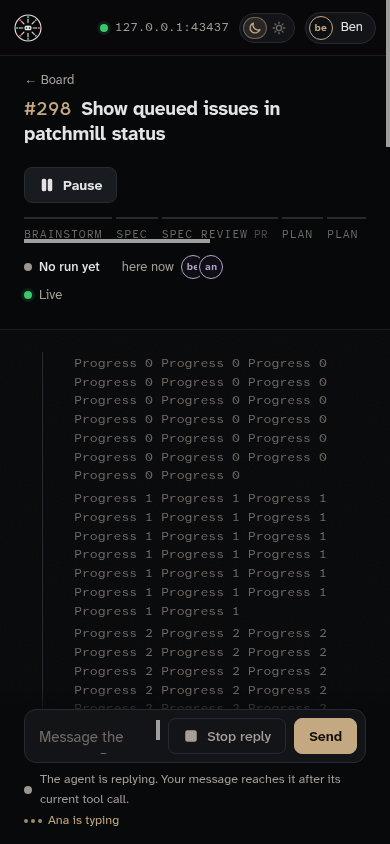 127.0.0.1:43437
be Ben
← Board
#298 Show queued issues in
patchmill status
Pause
BRAINSTORM SPEC SPEC REVIEW PR PLAN PLAN
No run yet here now be an
Live
Progress 0 Progress 0 Progress 0
Progress 0 Progress 0 Progress 0
Progress 0 Progress 0 Progress 0
Progress 0 Progress 0 Progress 0
Progress 0 Progress 0 Progress 0
Progress 0 Progress 0 Progress 0
Progress 0 Progress 0
Progress 1 Progress 1 Progress 1
Progress 1 Progress 1 Progress 1
Progress 1 Progress 1 Progress 1
Progress 1 Progress 1 Progress 1
Progress 1 Progress 1 Progress 1
Progress 1 Progress 1 Progress 1
Progress 1 Progress 1
Progress 2 Progress 2 Progress 2
Progress 2 Progress 2 Progress 2
Progress 2 Progress 2 Progress 2
Progress 2 Progress 2 Progress 2
Progress 2 Progress 2 Progress 2
Message the
Stop reply
Send
The agent is replying. Your message reaches it after its
current tool call.
Ana is typing